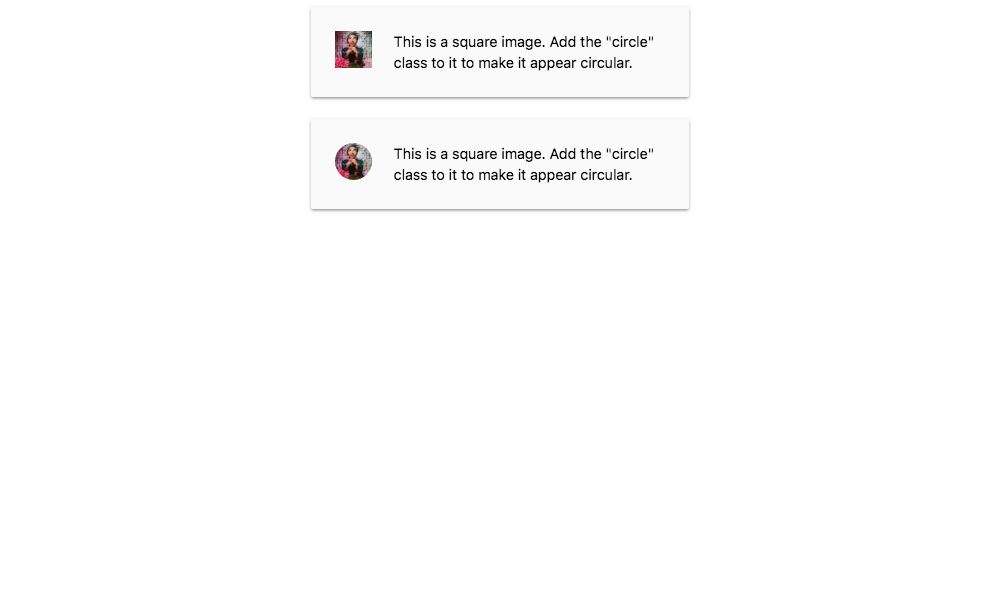 This is a square image. Add the "circle"
class to it to make it appear circular.
This is a square image. Add the "circle"
class to it to make it appear circular.